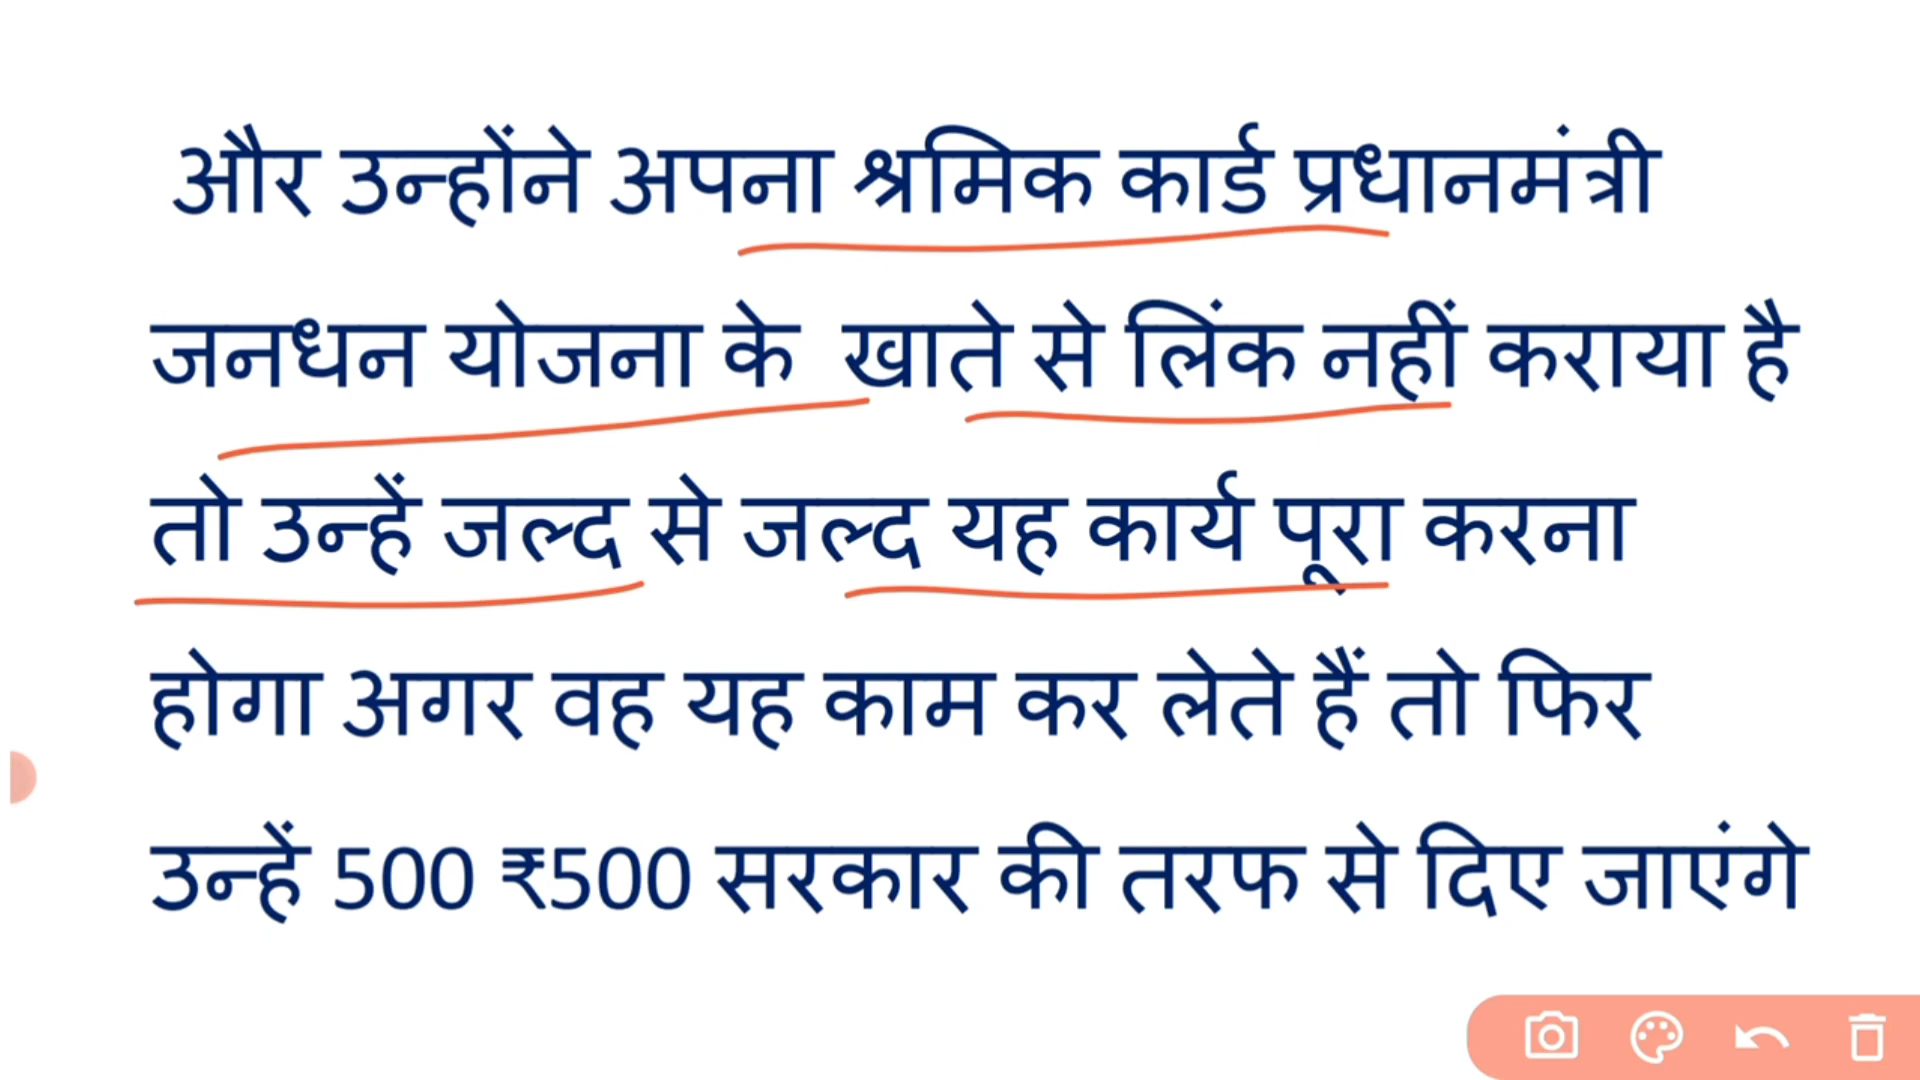 और उन्होंने अपना श्रमिक कार्ड प्रधानमंत्री
जनधन योजना के खाते से लिंक नहीं कराया है
तो उन्हें जल्द से जल्द यह कार्य पूरा करना
होगा अगर वह यह काम कर लेते हैं तो फिर
उन्हें 500 ₹500 सरकार की तरफ से दिए जाएंगे